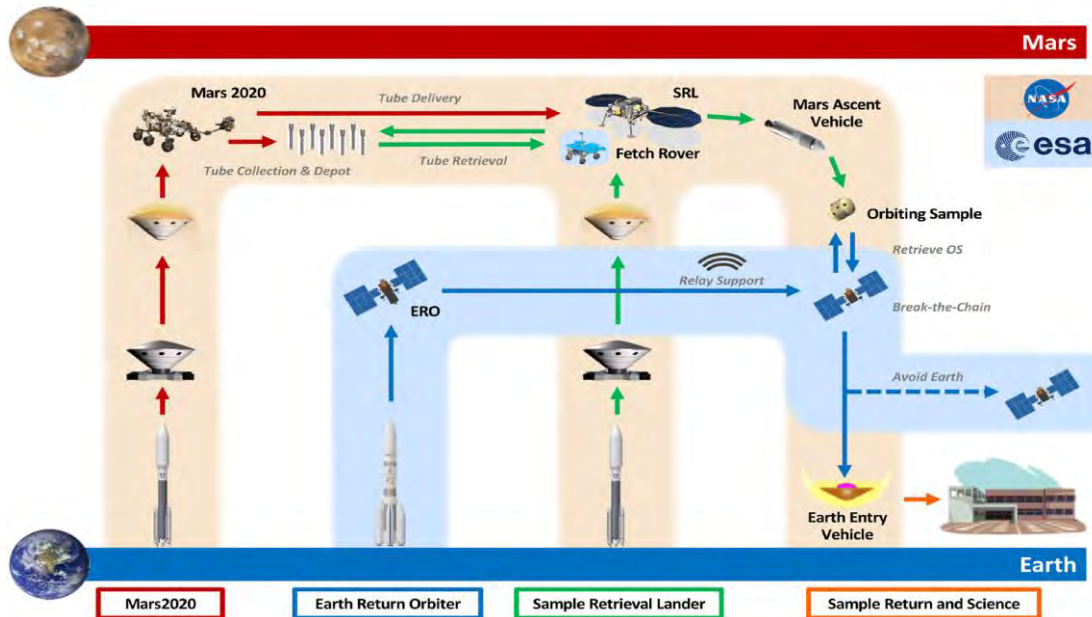 Mars
Mars 2020
Tube Delivery
SRL
Mars Ascent
Vehicle
NASA
esa
Fetch Rover
Tube Retrieval
Tube Collection & Depot
Orbiting Sample
Retrieve OS
Relay Support
ERO
Break-the-Chain
Avoid Earth
Earth Entry
Vehicle
Earth
Mars2020
Earth Return Orbiter
Sample Retrieval Lander
Sample Return and Science